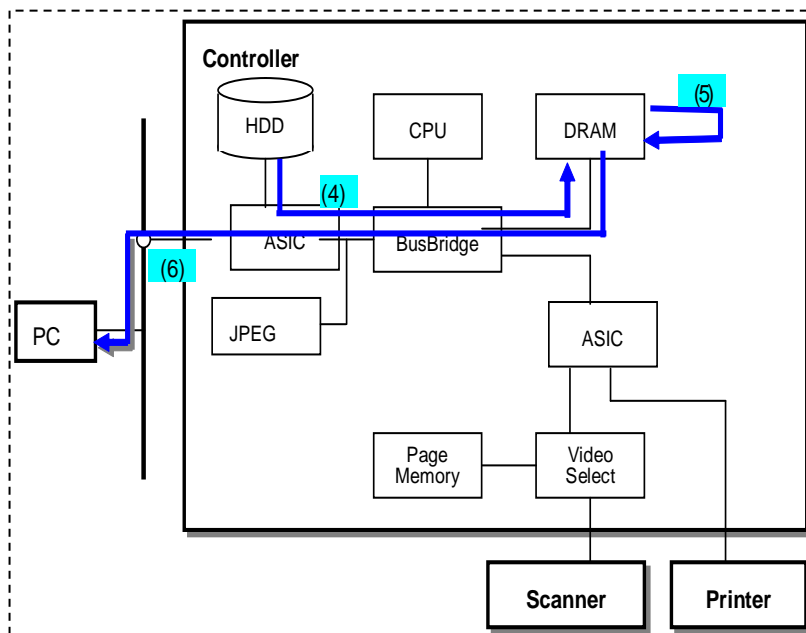 Controller
HDD
CPU
DRAM
(5)
(4)
ASIC
BusBridge
(6)
PC
JPEG
ASIC
Page
Memory
Video
Select
Scanner
Printer